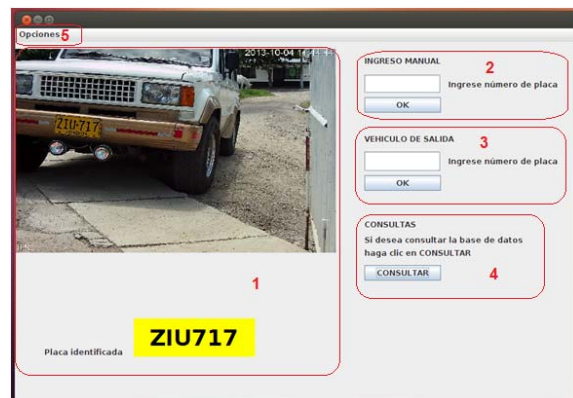 Opciones 5
2013-10-04
ZIU-717
1
Placa identificada ZIU717
INGRESO MANUAL
2
Ingrese número de placa
OK
VEHICULO DE SALIDA
3
Ingrese número de placa
OK
CONSULTAS
Si desea consultar la base de datos
haga clic en CONSULTAR
CONSULTAR
4